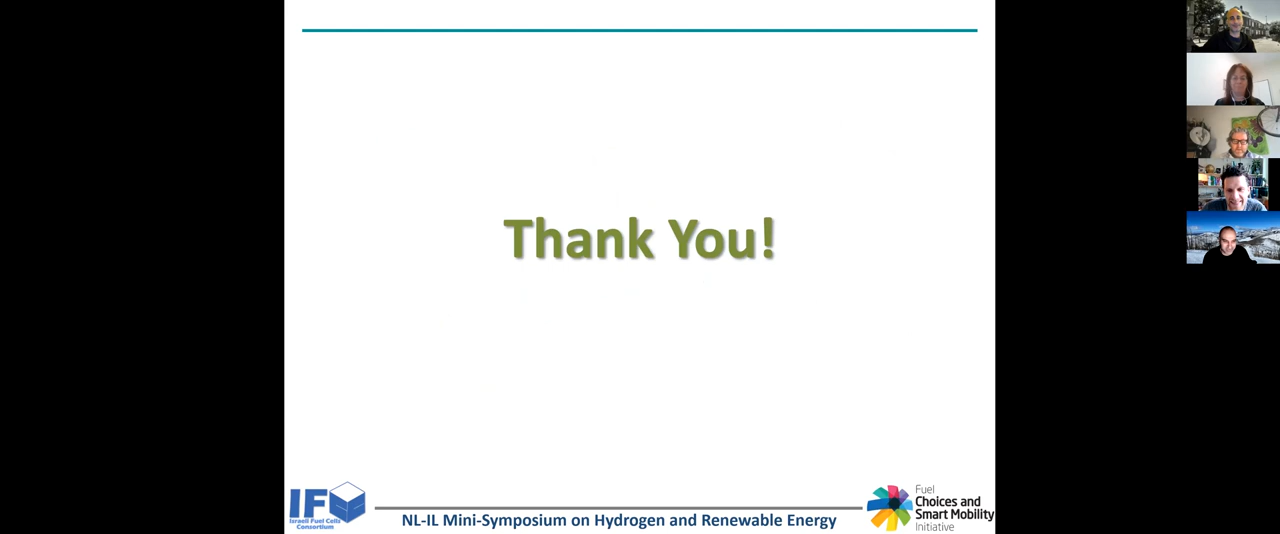 Thank You!
IF
Israeli Fuel Cells
Consortium
NL-IL Mini-Symposium on Hydrogen and Renewable Energy
Fuel
Choices and
Smart Mobility
Initiative